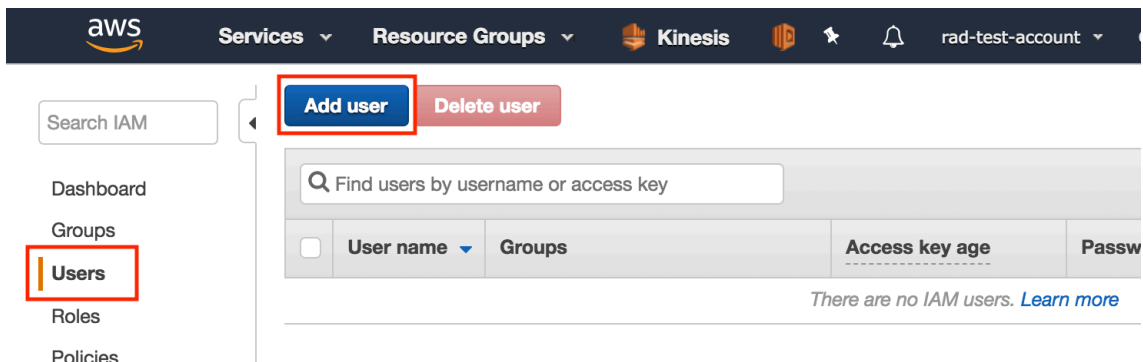 aws Services Resource Groups Kinesis rad-test-account
Add user Delete user
Search IAM
Find users by username or access key
Dashboard
Groups
Users
Roles
Policies
User name Groups Access key age Passw
There are no IAM users. Learn more